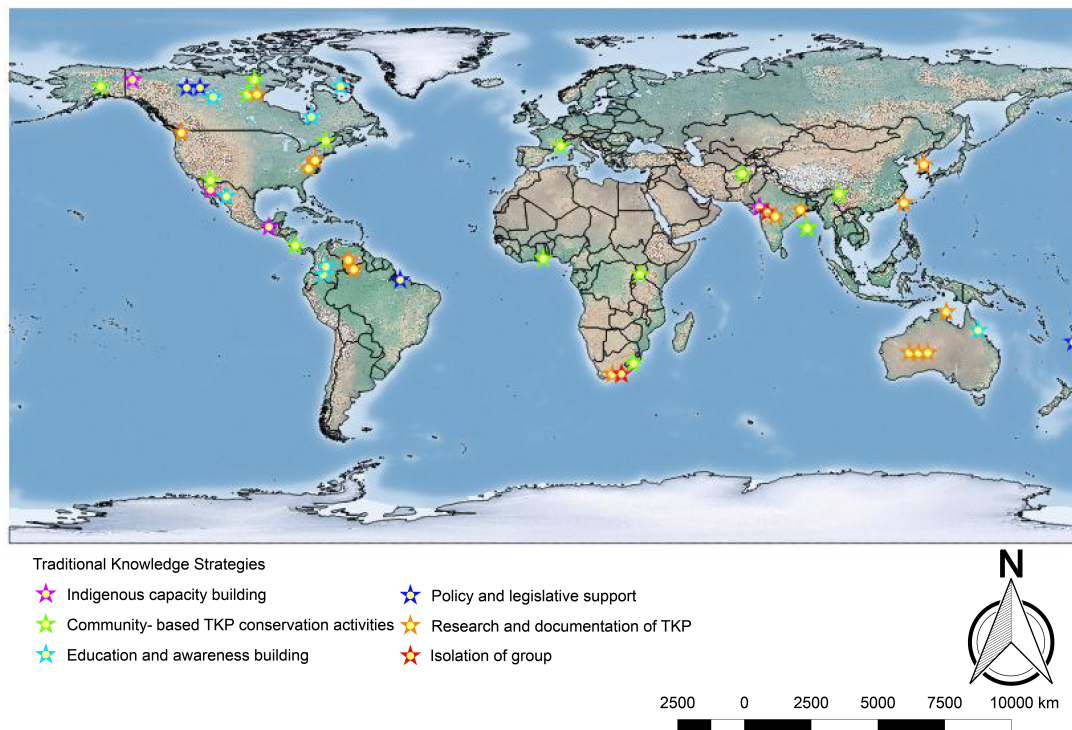 Traditional Knowledge Strategies
Indigenous capacity building
Policy and legislative support
Community- based TKP conservation activities
Research and documentation of TKP
Education and awareness building
Isolation of group
N
2500 0 2500 5000 7500 10000 km